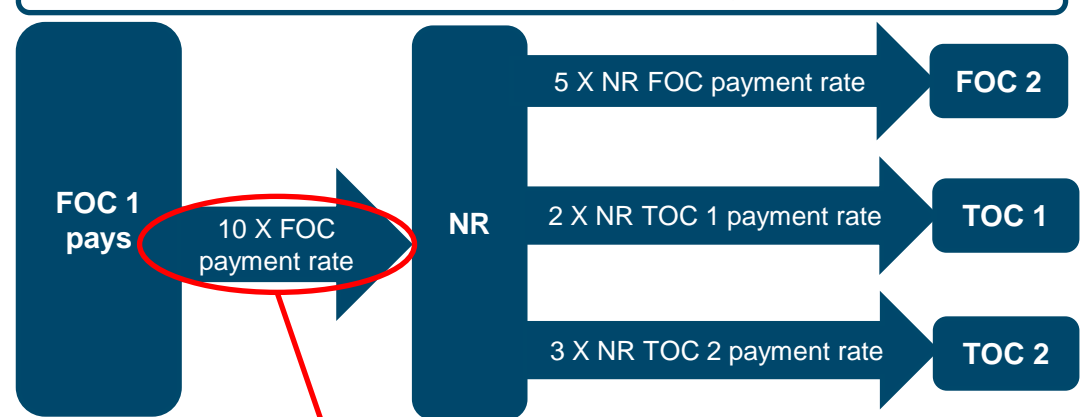 FOC 1
pays
10 X FOC
payment rate
NR
5 X NR FOC payment rate
FOC 2
2 X NR TOC 1 payment rate
TOC 1
3 X NR TOC 2 payment rate
TOC 2